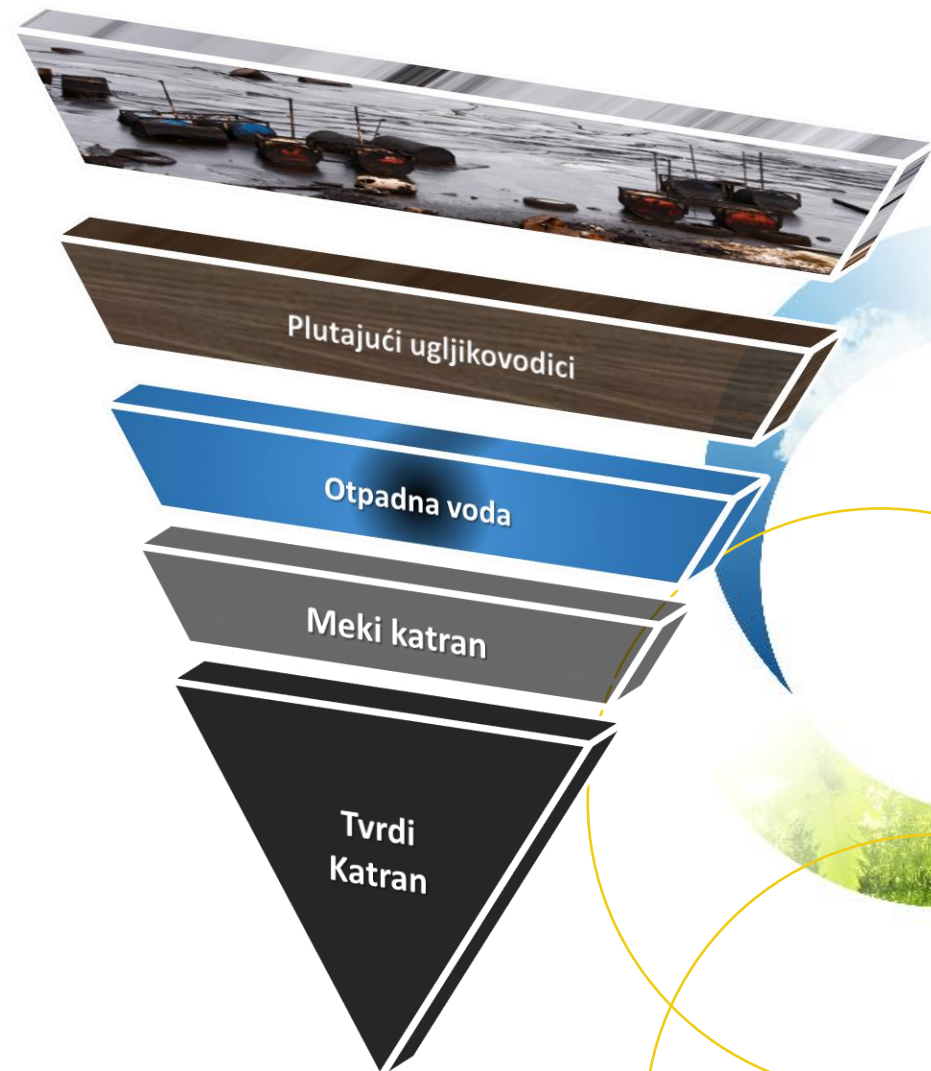 Plutajući ugljikovodici
Otpadna voda
Meki katran
Tvrdi
Katran